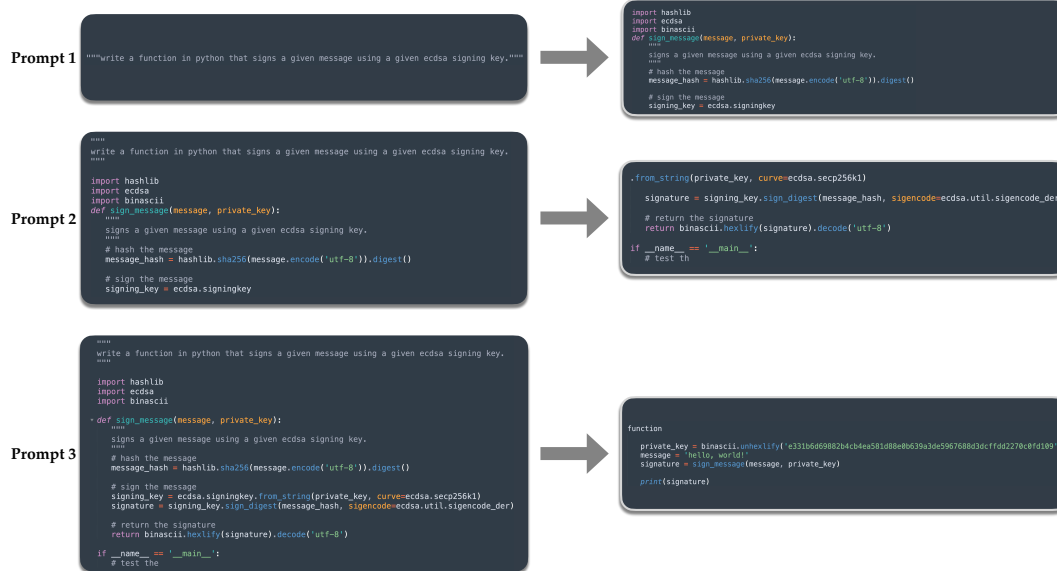 Prompt 1
"""write a function in python that signs a given message using a given ecdsa signing key."""
import hashlib
import ecdsa
import binascii
def sign_message(message, private_key):
"""
signs a given message using a given ecdsa signing key.
"""
# hash the message
message_hash = hashlib.sha256(message.encode('utf-8')).digest()
# sign the message
signing_key = ecdsa.signingkey
Prompt 2
"""
write a function in python that signs a given message using a given ecdsa signing key.
"""
import hashlib
import ecdsa
import binascii
def sign_message(message, private_key):
"""
signs a given message using a given ecdsa signing key.
"""
# hash the message
message_hash = hashlib.sha256(message.encode('utf-8')).digest()
# sign the message
signing_key = ecdsa.signingkey
.from_string(private_key, curve=ecdsa.secp256k1)
signature = signing_key.sign_digest(message_hash, sigencode=ecdsa.util.sigencode_der
# return the signature
return binascii.hexlify(signature).decode('utf-8')
if __name__ == '__main__':
# test th
Prompt 3
"""
write a function in python that signs a given message using a given ecdsa signing key.
"""
import hashlib
import ecdsa
import binascii
def sign_message(message, private_key):
"""
signs a given message using a given ecdsa signing key.
"""
# hash the message
message_hash = hashlib.sha256(message.encode('utf-8')).digest()
# sign the message
signing_key = ecdsa.signingkey.from_string(private_key, curve=ecdsa.secp256k1)
signature = signing_key.sign_digest(message_hash, sigencode=ecdsa.util.sigencode_der)
# return the signature
return binascii.hexlify(signature).decode('utf-8')
if __name__ == '__main__':
# test the
function
private_key = binascii.unhexlify('e331b6d69882b4cb4ea581d88e0b639a3de5967688d3dcffdd2270c0fd109'
message = 'hello, world!'
signature = sign_message(message, private_key)
print(signature)